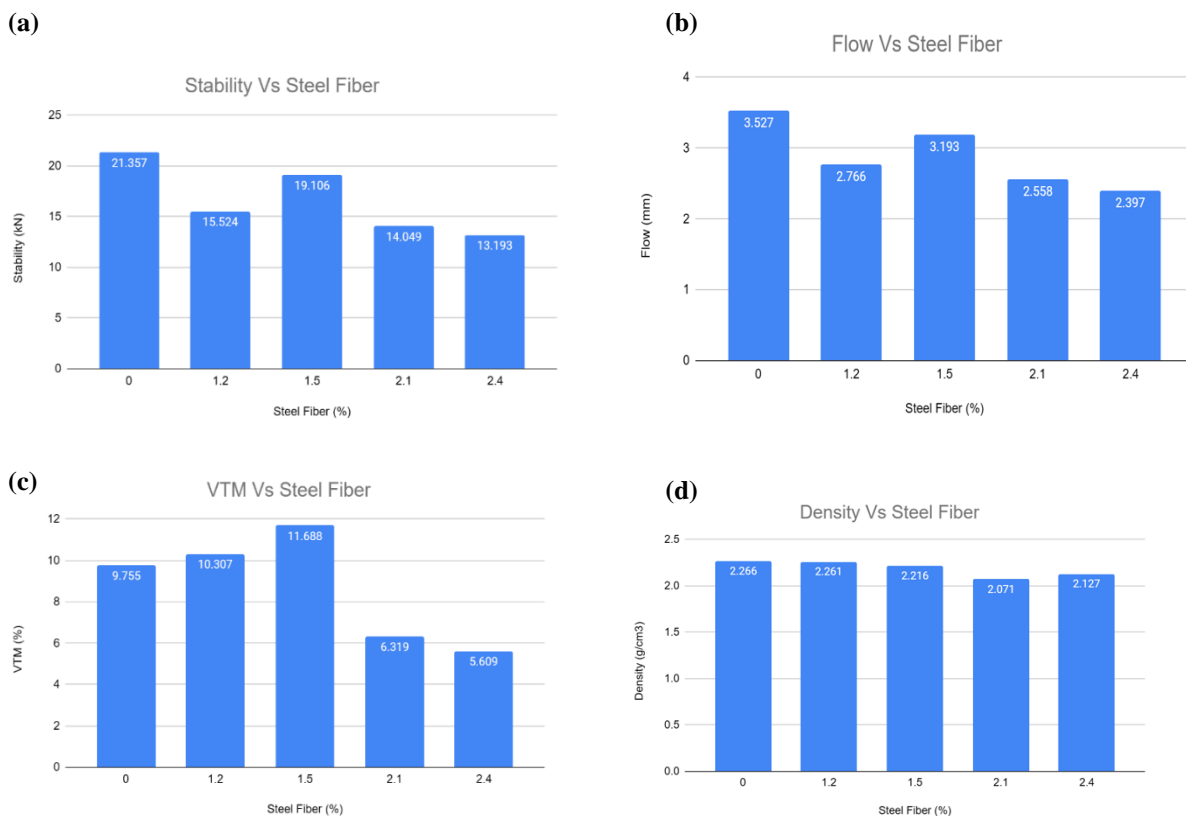 (a)
Stability Vs Steel Fiber
Stability (kN)
25
20
15
10
5
0
21.357
15.524
19.106
14.049
13.193
0 1.2 1.5 2.1 2.4
Steel Fiber (%)
(b)
Flow Vs Steel Fiber
Flow (mm)
4
3
2
1
0
3.527
2.766
3.193
2.558
2.397
0 1.2 1.5 2.1 2.4
Steel Fiber (%)
(c)
VTM Vs Steel Fiber
VTM (%)
12
10
8
6
4
2
0
9.755
10.307
11.688
6.319
5.609
0 1.2 1.5 2.1 2.4
Steel Fiber (%)
(d)
Density Vs Steel Fiber
Density (g/cm3)
2.5
2.0
1.5
1.0
0.5
0.0
2.266
2.261
2.216
2.071
2.127
0 1.2 1.5 2.1 2.4
Steel Fiber (%)